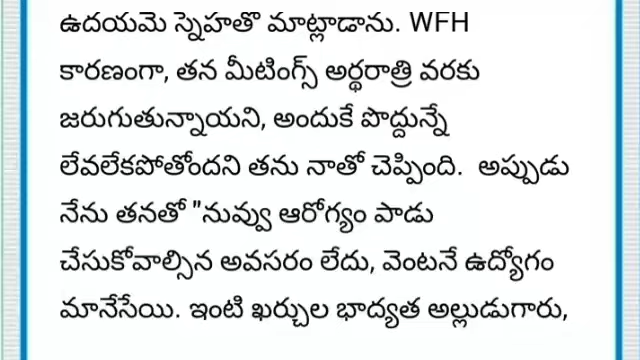 ఉదయమె స్నెహతొ మాట్లాడాను. WFH
కారణంగా, తన మీటింగ్స్ అర్థరాత్రి వరకు
జరుగుతున్నాయని, అందుకే పొద్దున్నే
లేవలేకపోతోందని తను నాతో చెప్పింది. అప్పుడు
నేను తనతో "నువ్వు ఆరోగ్యం పాడు
చేసుకోవాల్సిన అవసరం లేదు, వెంటనే ఉద్యోగం
మానేసేయి. ఇంటి ఖర్చుల భాద్యత అల్లుడుగారు,